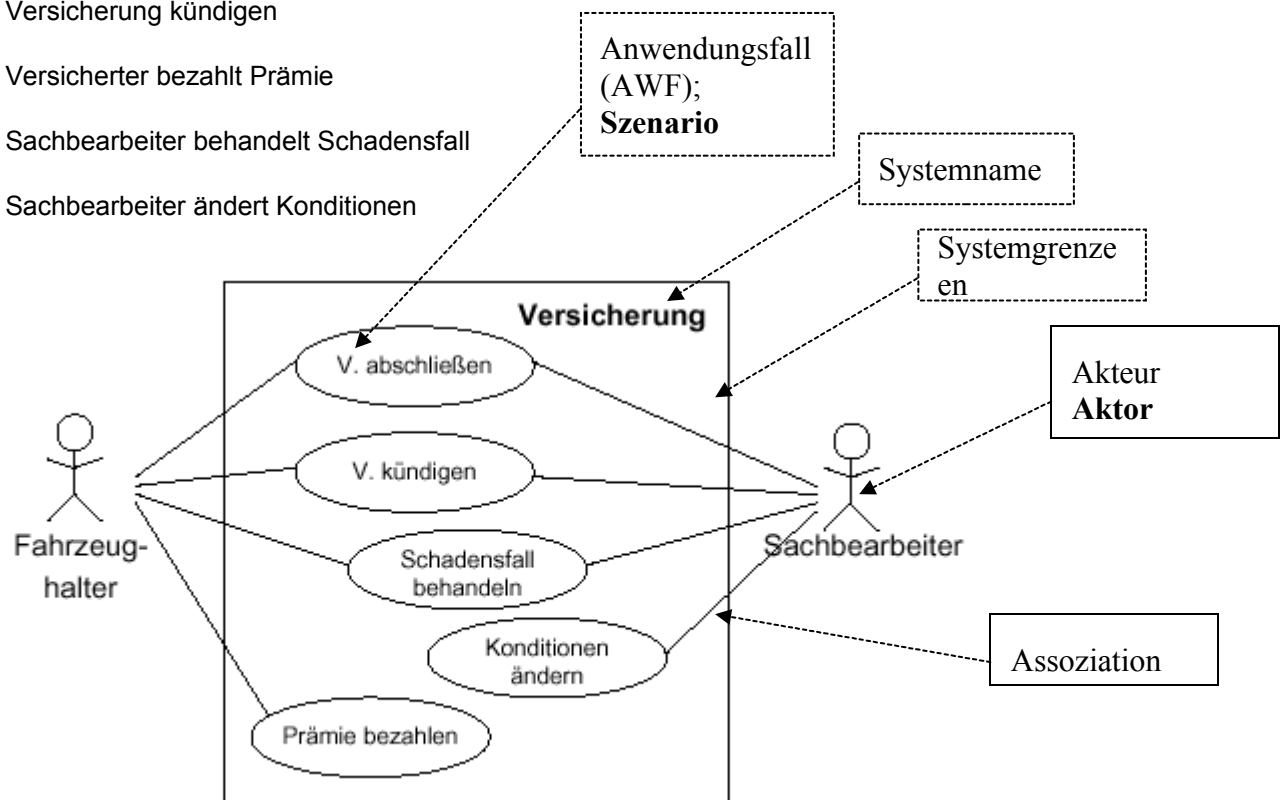 Versicherung kündigen
Versicherter bezahlt Prämie
Sachbearbeiter behandelt Schadensfall
Sachbearbeiter ändert Konditionen
Anwendungsfall
(AWF);
Szenario
Systemname
Systemgrenze
en
Akteur
Aktor
Assoziation
Versicherung
V. abschließen
V. kündigen
Schadensfall
behandeln
Konditionen
ändern
Prämie bezahlen
Fahrzeug-
halter
Sachbearbeiter